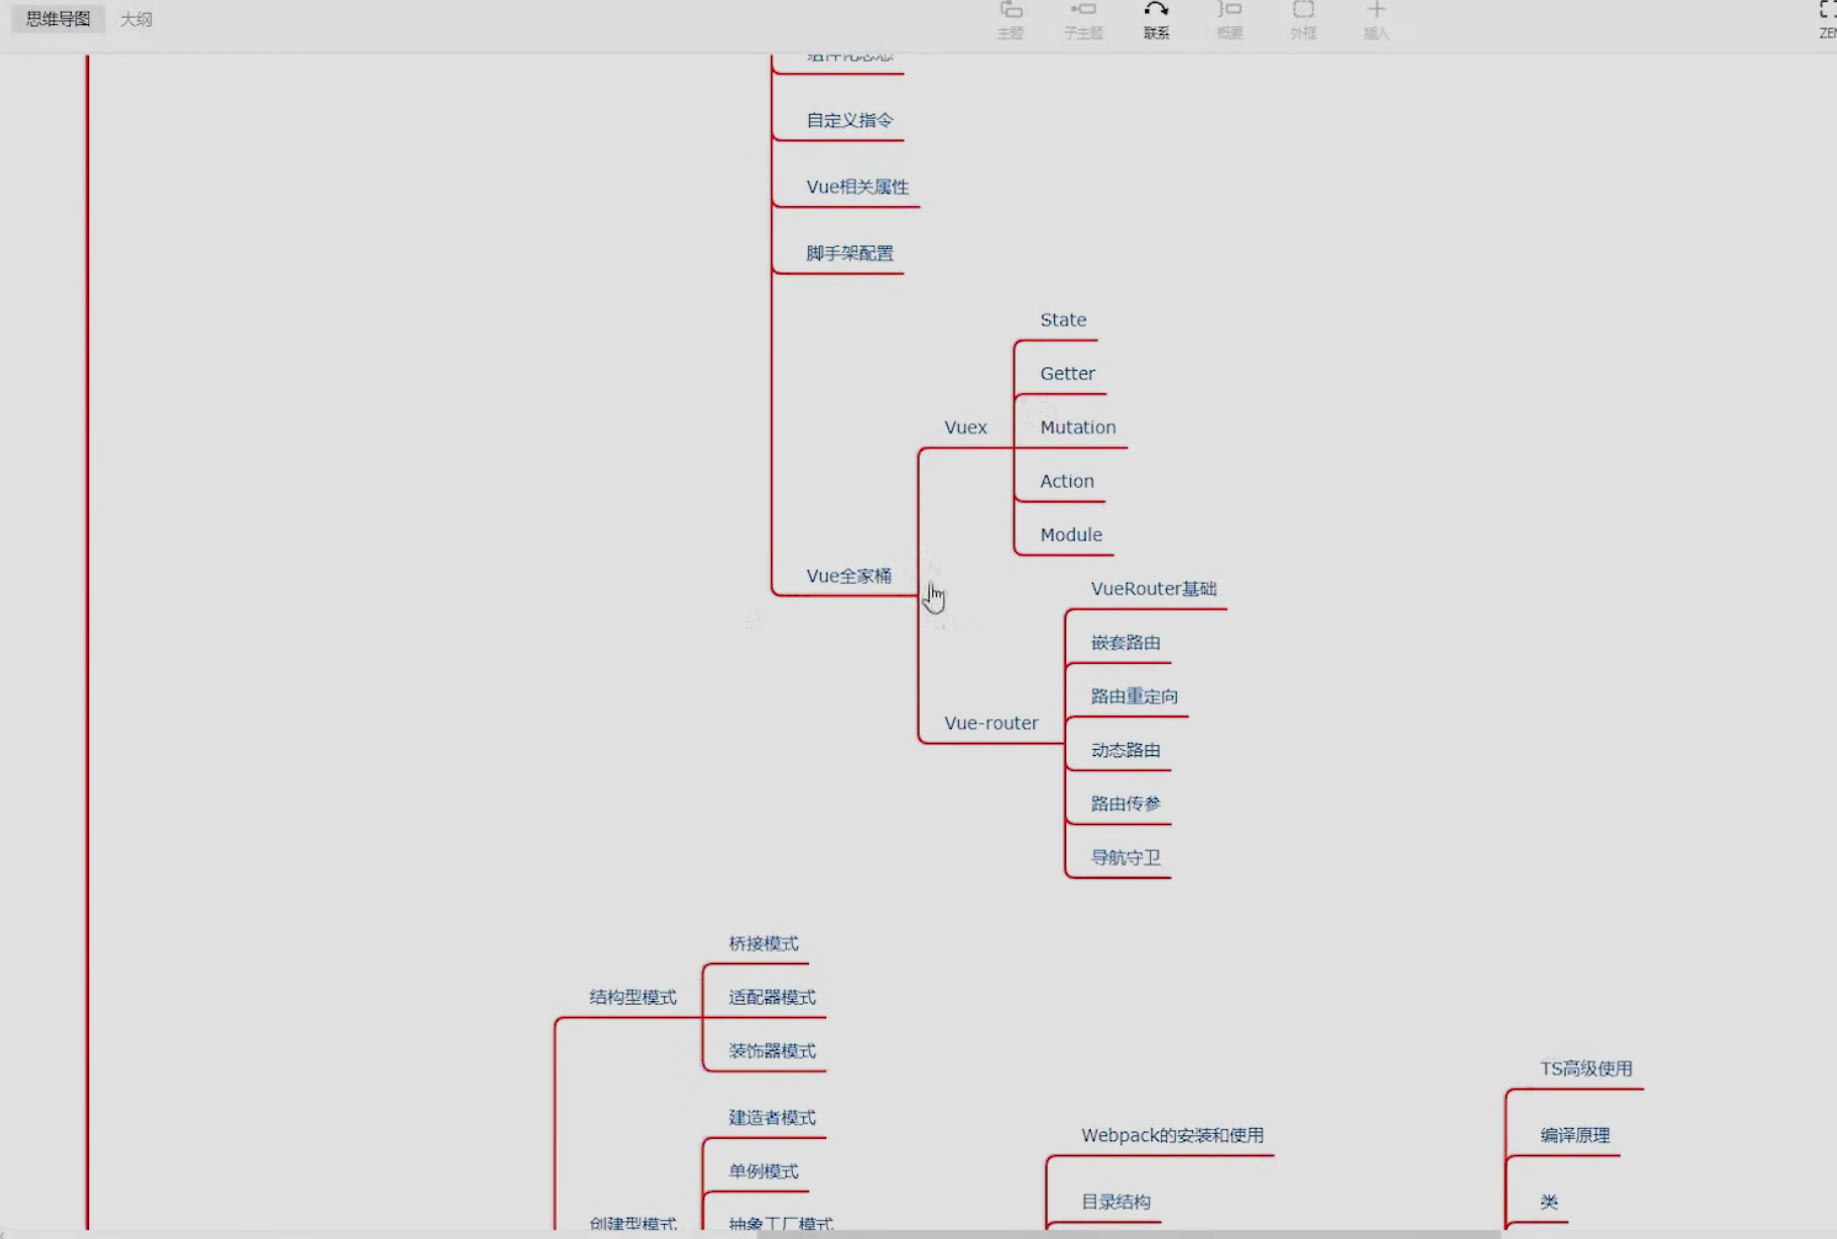 思维导图
大纲
主题
子主题
联系
概要
外框
插入
组件化思想
自定义指令
Vue相关属性
脚手架配置
State
Getter
Vuex
Mutation
Action
Module
Vue全家桶
VueRouter基础
嵌套路由
路由重定向
Vue-router
动态路由
路由传参
导航守卫
桥接模式
结构型模式
适配器模式
装饰器模式
TS高级使用
建造者模式
Webpack的安装和使用
编译原理
单例模式
目录结构
类
创建型模式
抽象工厂模式